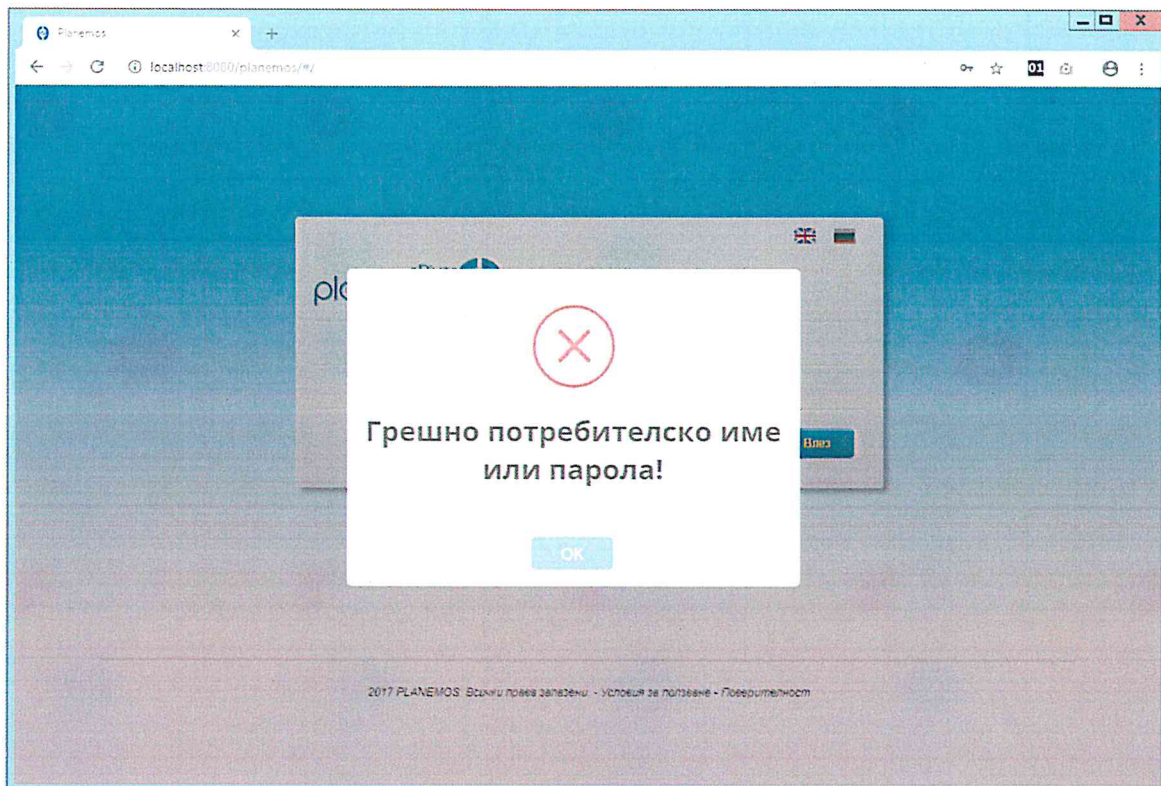 Planemos
localhost:8080/planemos/#/
01
Грешно потребителско име
или парола!
Влез
OK
2017 PLANEMOS. Всички права запазени. - Условия за ползване - Поверителност